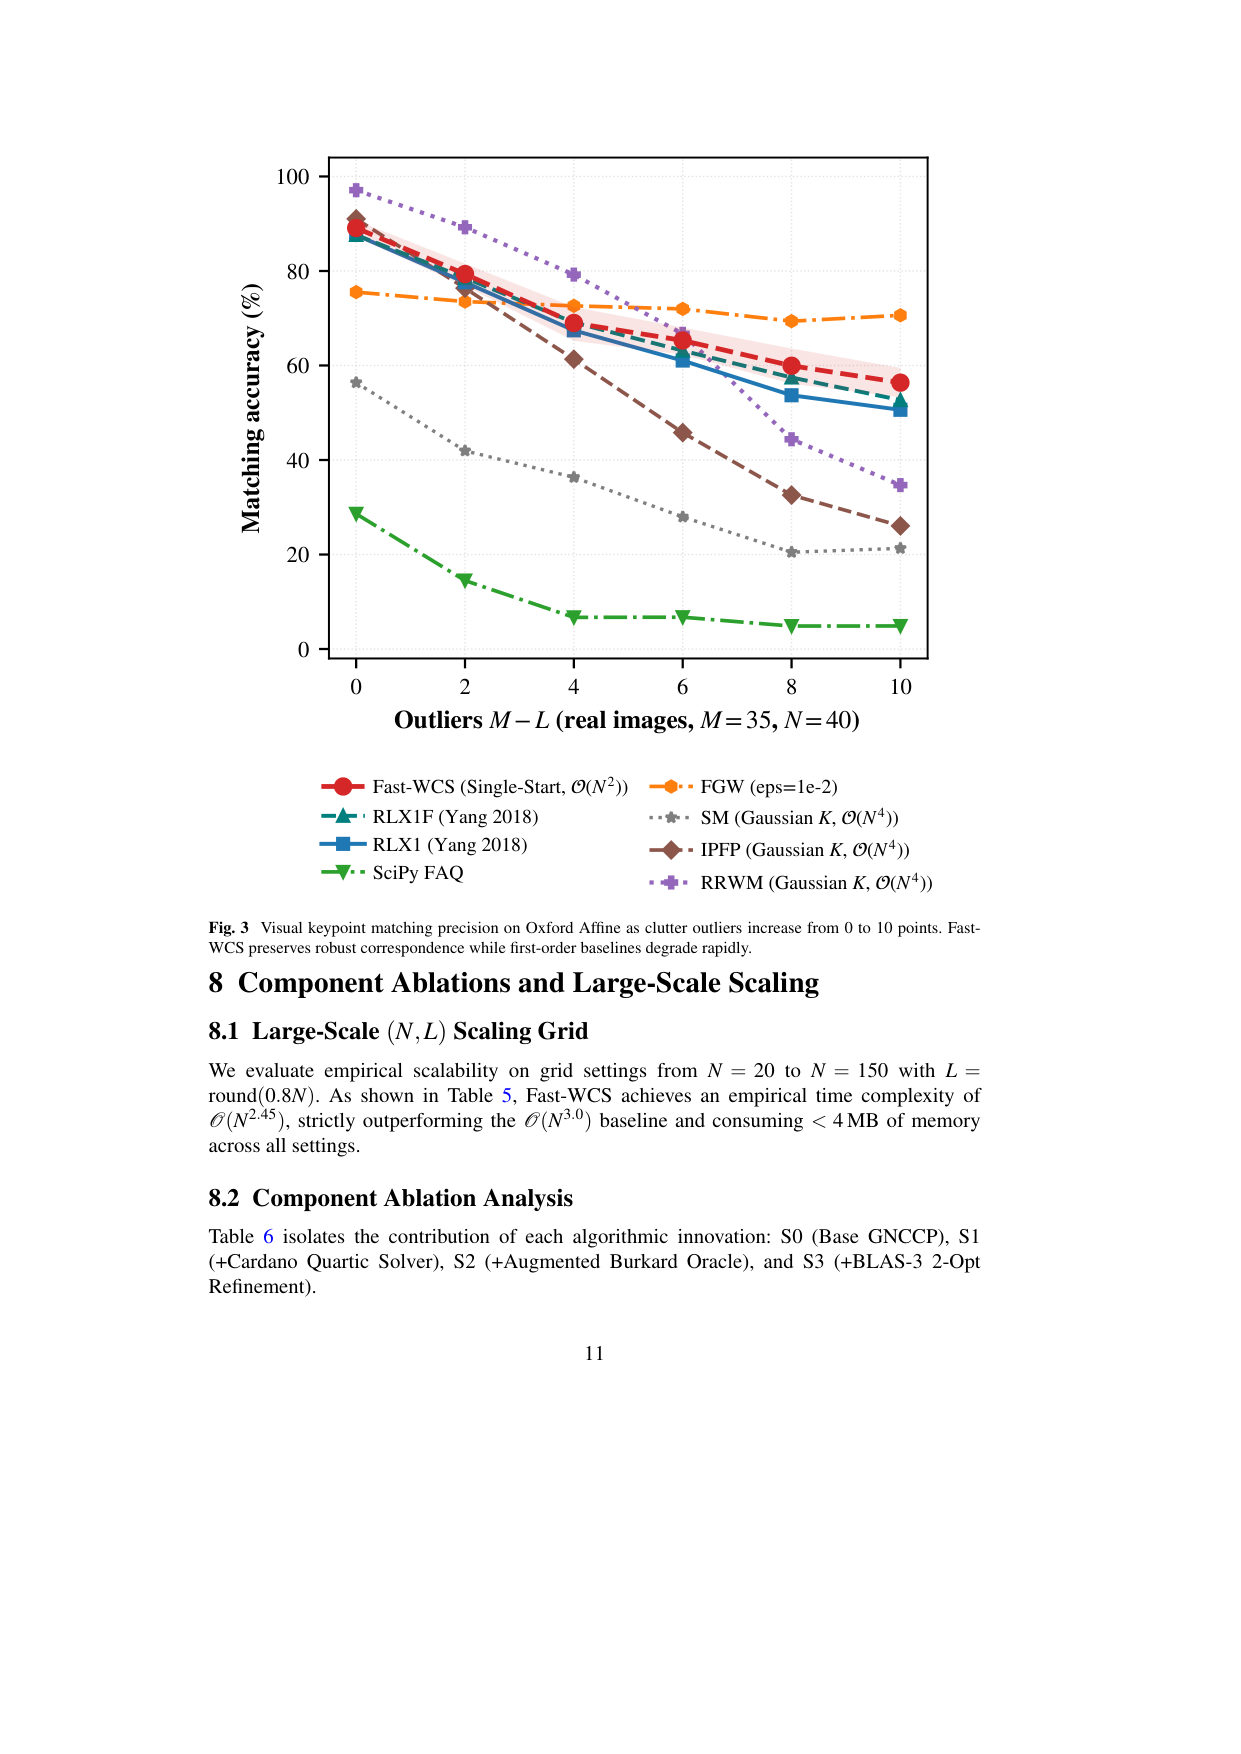 100
80
60
40
20
0
Matching accuracy (%)
0 2 4 6 8 10
Outliers M − L (real images, M = 35, N = 40)
Fast-WCS (Single-Start, 𝒪(N²))
RLX1F (Yang 2018)
RLX1 (Yang 2018)
SciPy FAQ
FGW (eps=1e-2)
SM (Gaussian K, 𝒪(N⁴))
IPFP (Gaussian K, 𝒪(N⁴))
RRWM (Gaussian K, 𝒪(N⁴))
Fig. 3 Visual keypoint matching precision on Oxford Affine as clutter outliers increase from 0 to 10 points. Fast-
WCS preserves robust correspondence while first-order baselines degrade rapidly.
8 Component Ablations and Large-Scale Scaling
8.1 Large-Scale (N, L) Scaling Grid
We evaluate empirical scalability on grid settings from N = 20 to N = 150 with L =
round(0.8N). As shown in Table 5, Fast-WCS achieves an empirical time complexity of
𝒪(N^2.45), strictly outperforming the 𝒪(N^3.0) baseline and consuming < 4 MB of memory
across all settings.
8.2 Component Ablation Analysis
Table 6 isolates the contribution of each algorithmic innovation: S0 (Base GNCCP), S1
(+Cardano Quartic Solver), S2 (+Augmented Burkard Oracle), and S3 (+BLAS-3 2-Opt
Refinement).
11